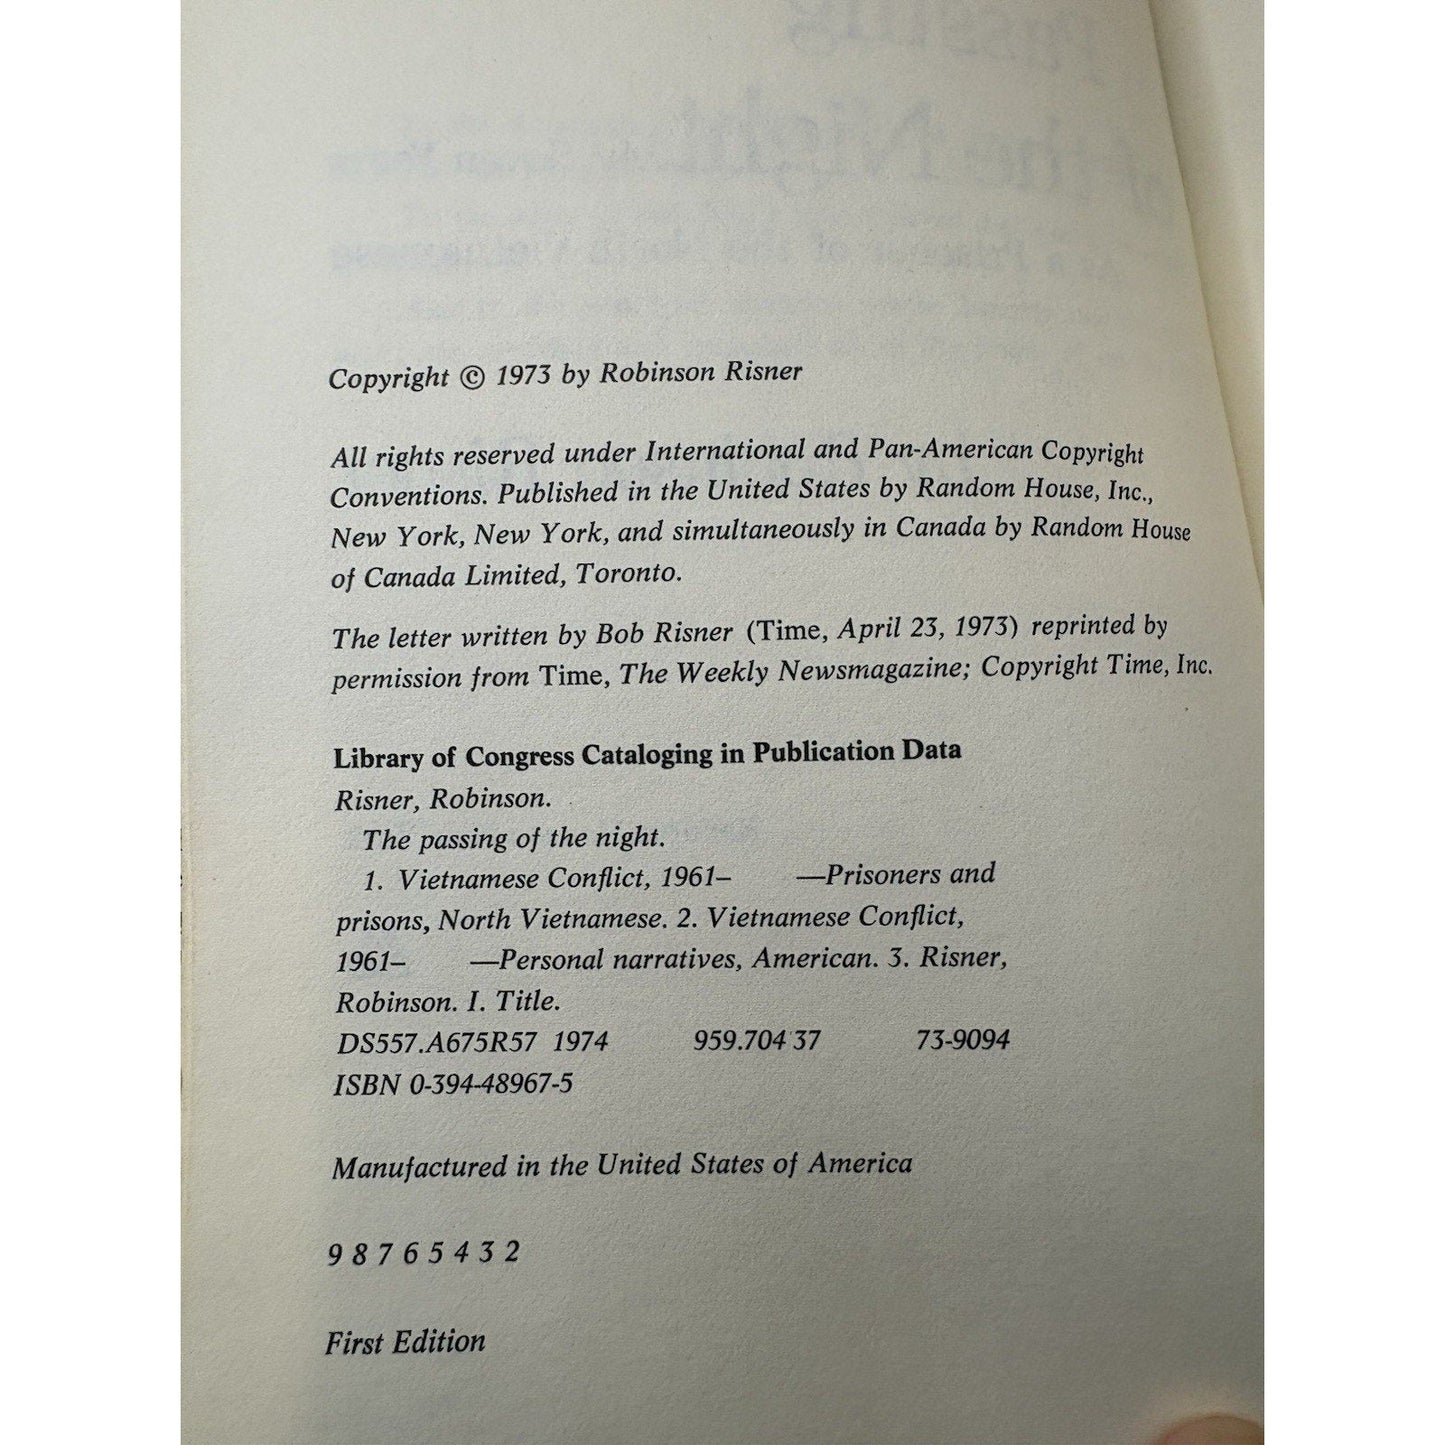 Copyright © 1973 by Robinson Risner
All rights reserved under International and Pan-American Copyright
Conventions. Published in the United States by Random House, Inc.,
New York, New York, and simultaneously in Canada by Random House
of Canada Limited, Toronto.
The letter written by Bob Risner (Time, April 23, 1973) reprinted by
permission from Time, The Weekly Newsmagazine; Copyright Time, Inc.
Library of Congress Cataloging in Publication Data
Risner, Robinson.
The passing of the night.
1. Vietnamese Conflict, 1961– —Prisoners and
prisons, North Vietnamese. 2. Vietnamese Conflict,
1961– —Personal narratives, American. 3. Risner,
Robinson. I. Title.
DS557.A675R57 1974 959.704'37 73-9094
ISBN 0-394-48967-5
Manufactured in the United States of America
9 8 7 6 5 4 3 2
First Edition